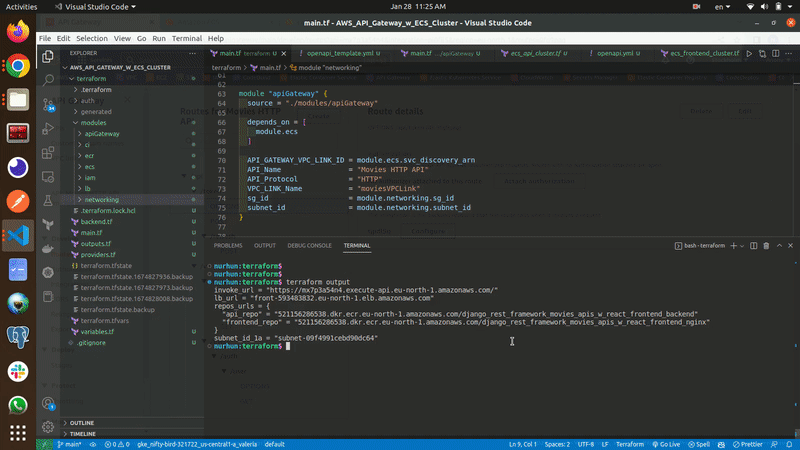 Activities
Visual Studio Code
Jan 28 11:25 AM
en
main.tf - AWS_API_Gateway_w_ECS_Cluster - Visual Studio Code
File Edit Selection View Go Run Terminal Help
EXPLORER
main.tf terraform U
openapi_template.yml U
main.tf .../apiGateway U
ecs_api_cluster.tf U
openapi.yml U
ecs_frontend_cluster.tf U
terraform > main.tf > module "networking"
AWS_API_GATEWAY_W_ECS_CLUSTER
terraform
.terraform
auth
generated
modules
apiGateway
ci
ecr
ecs
iam
lb
networking
.terraform.lock.hcl U
backend.tf U
main.tf U
outputs.tf U
providers.tf U
terraform.tfstate
terraform.tfstate.1674827936.backup
terraform.tfstate.1674827973.backup
terraform.tfstate.1674828008.backup
terraform.tfstate.backup
terraform.tfvars
variables.tf U
.gitignore U
OUTLINE
TIMELINE
63 module "apiGateway" {
64 source = "./modules/apiGateway"
65
66 depends_on = [
67 module.ecs
68 ]
70 API_GATEWAY_VPC_LINK_ID = module.ecs.svc_discovery_arn
71 API_Name = "Movies HTTP API"
72 API_Protocol = "HTTP"
73 VPC_LINK_Name = "moviesVPCLink"
74 sg_id = module.networking.sg_id
75 subnet_id = module.networking.subnet_id
76 }
PROBLEMS OUTPUT DEBUG CONSOLE TERMINAL
bash - terraform
nurhun:terraform$
nurhun:terraform$
nurhun:terraform$ terraform output
invoke_url = "https://mx7p3a54n4.execute-api.eu-north-1.amazonaws.com/"
lb_url = "front-593483832.eu-north-1.elb.amazonaws.com"
repos_urls = {
"api_repo" = "521156286538.dkr.ecr.eu-north-1.amazonaws.com/django_rest_framework_movies_apis_w_react_frontend_backend"
"frontend_repo" = "521156286538.dkr.ecr.eu-north-1.amazonaws.com/django_rest_framework_movies_apis_w_react_frontend_nginx"
}
subnet_id_1a = "subnet-09f4991cebd90dc64"
nurhun:terraform$
main*
0 0
gke_nifty-bird-321722_us-central1-a_valeria
default
Ln 9, Col 1
Spaces: 2
UTF-8
LF
Terraform
Go Live
Spell
Prettier